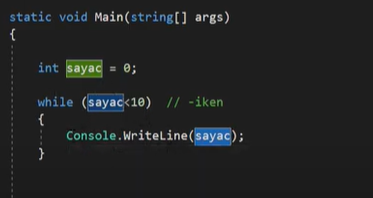 static void Main(string[] args)
{
int sayac = 0;
while (sayac<10) // -iken
{
Console.WriteLine(sayac);
}